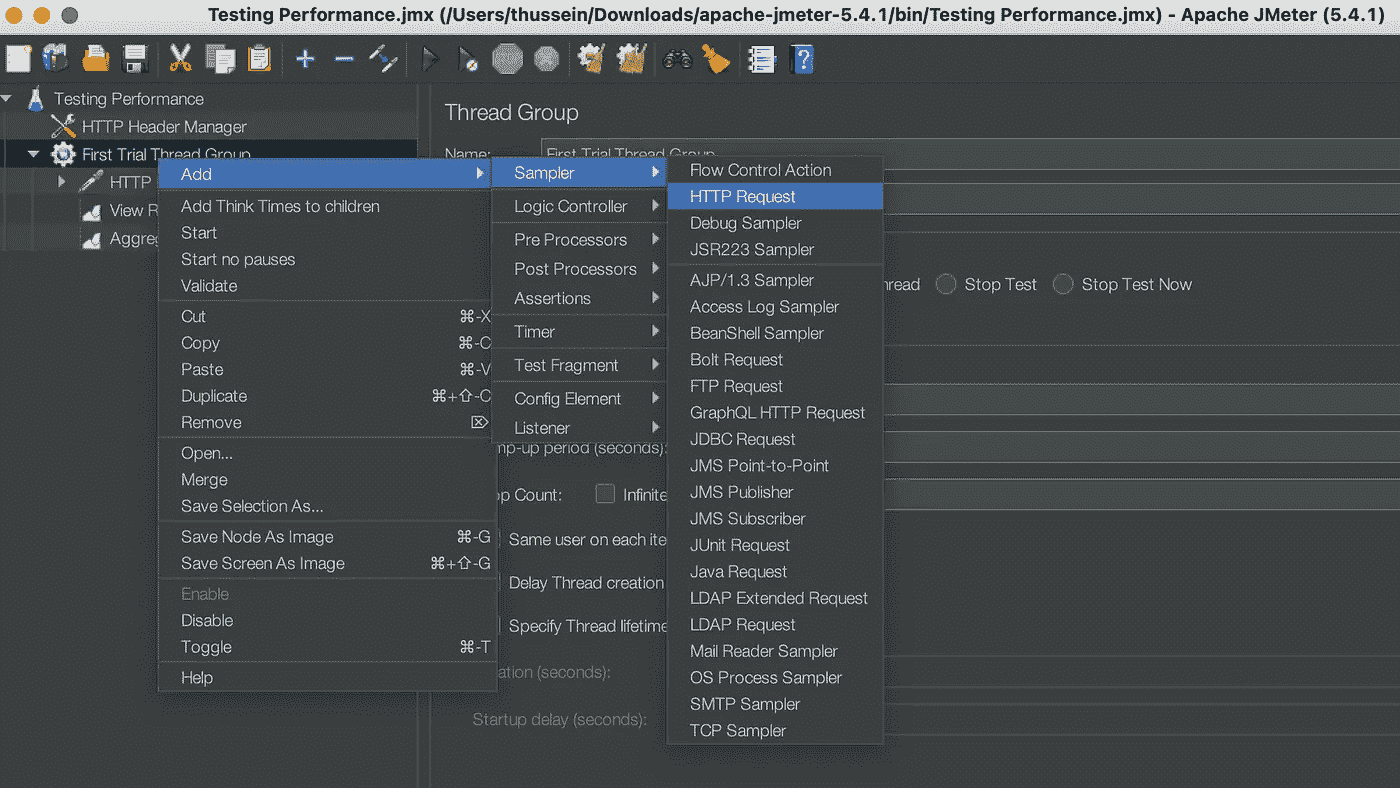 Testing Performance.jmx (/Users/thussein/Downloads/apache-jmeter-5.4.1/bin/Testing Performance.jmx) - Apache JMeter (5.4.1)
Testing Performance
HTTP Header Manager
First Trial Thread Group
HTTP
View R
Aggreg
Thread Group
Name: First Trial Thread Group
Add
Add Think Times to children
Start
Start no pauses
Validate
Cut ⌘-X
Copy ⌘-C
Paste ⌘-V
Duplicate ⌘+⇧-C
Remove ⌦
Open...
Merge
Save Selection As...
Save Node As Image ⌘-G
Save Screen As Image ⌘+⇧-G
Enable
Disable
Toggle ⌘-T
Help
Sampler
Logic Controller
Pre Processors
Post Processors
Assertions
Timer
Test Fragment
Config Element
Listener
Flow Control Action
HTTP Request
Debug Sampler
JSR223 Sampler
AJP/1.3 Sampler
Access Log Sampler
BeanShell Sampler
Bolt Request
FTP Request
GraphQL HTTP Request
JDBC Request
JMS Point-to-Point
JMS Publisher
JMS Subscriber
JUnit Request
Java Request
LDAP Extended Request
LDAP Request
Mail Reader Sampler
OS Process Sampler
SMTP Sampler
TCP Sampler
hread Stop Test Stop Test Now
mp-up period (seconds):
op Count: Infinite
Same user on each ite
Delay Thread creation
Specify Thread lifetime
ation (seconds):
Startup delay (seconds):